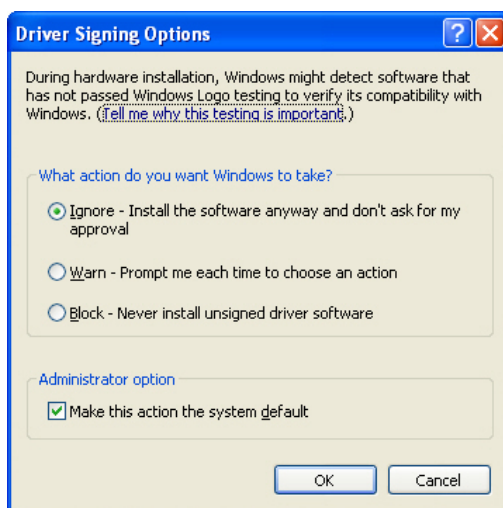 Driver Signing Options
During hardware installation, Windows might detect software that
has not passed Windows Logo testing to verify its compatibility with
Windows. (Tell me why this testing is important.)
What action do you want Windows to take?
Ignore - Install the software anyway and don't ask for my
approval
Warn - Prompt me each time to choose an action
Block - Never install unsigned driver software
Administrator option
Make this action the system default
OK Cancel